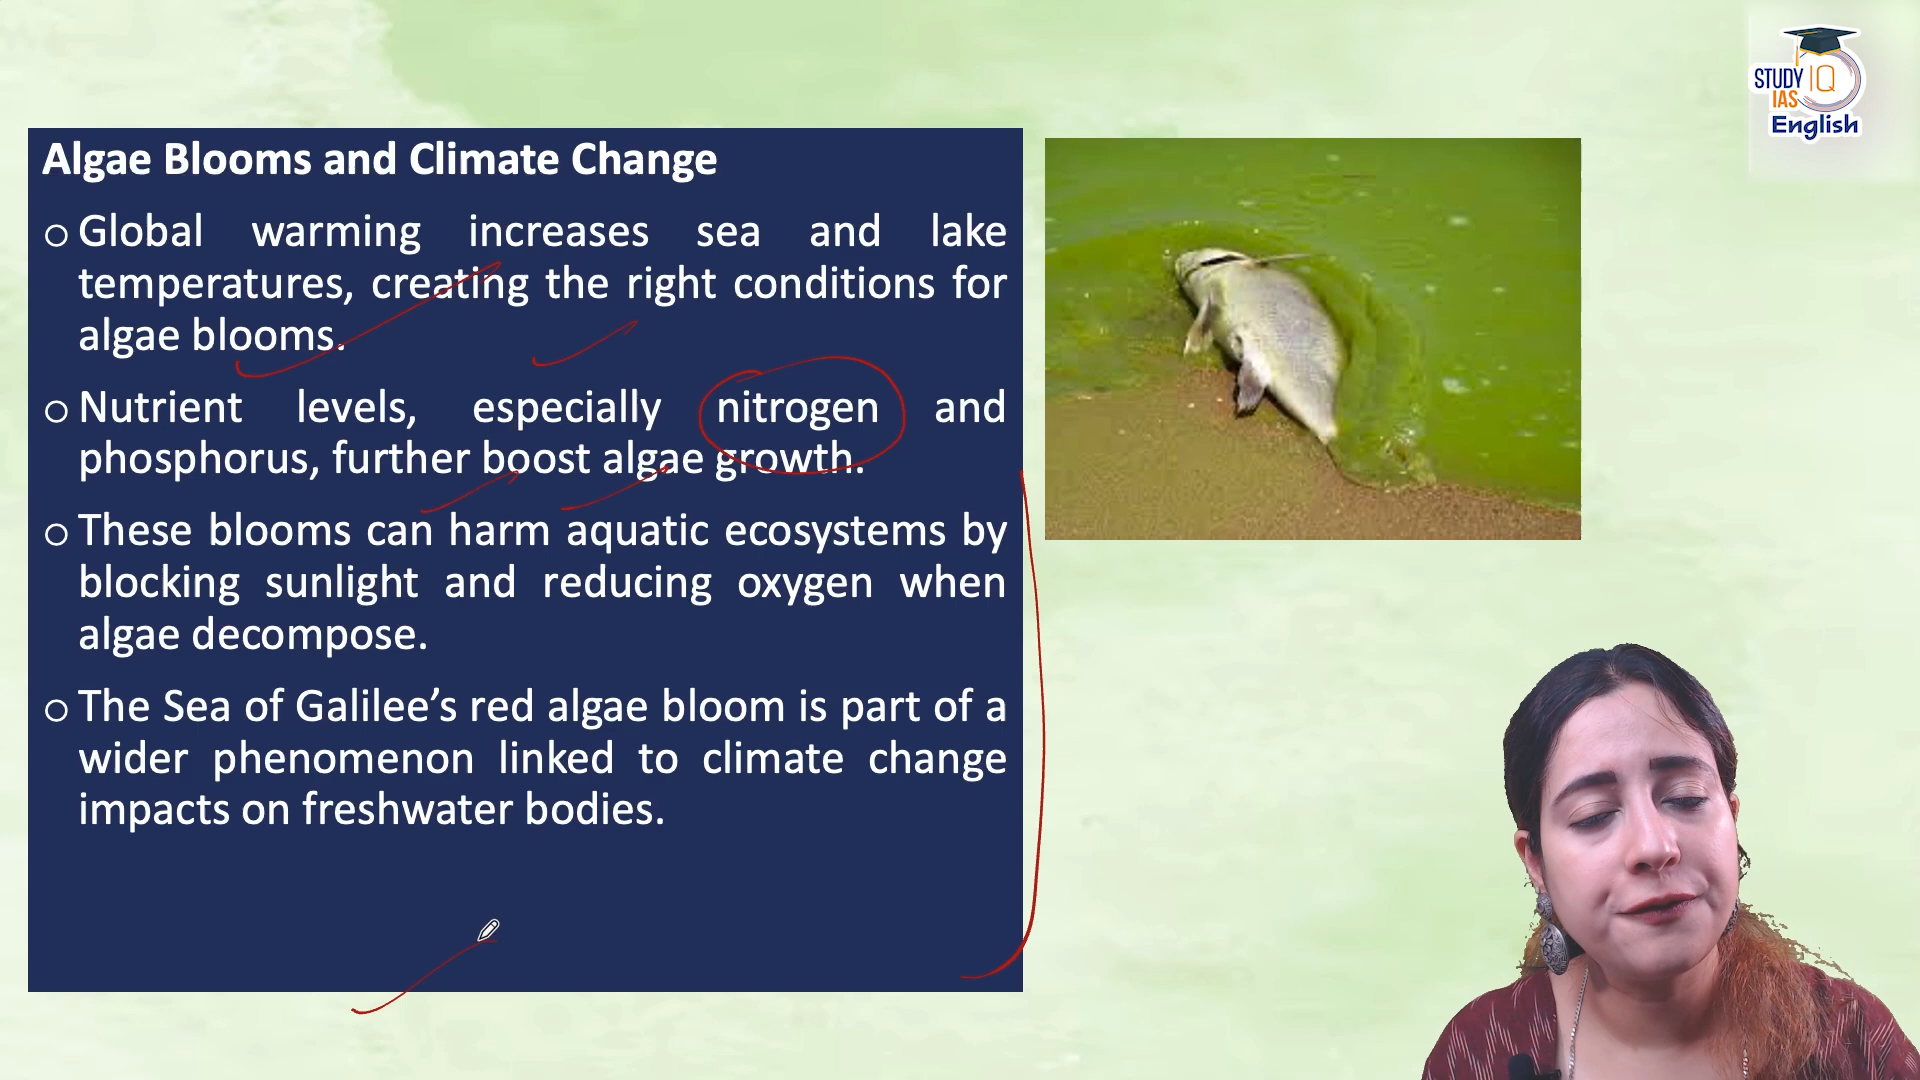 STUDY IQ
IAS
English
Algae Blooms and Climate Change
o Global warming increases sea and lake
temperatures, creating the right conditions for
algae blooms.
o Nutrient levels, especially nitrogen and
phosphorus, further boost algae growth.
o These blooms can harm aquatic ecosystems by
blocking sunlight and reducing oxygen when
algae decompose.
o The Sea of Galilee’s red algae bloom is part of a
wider phenomenon linked to climate change
impacts on freshwater bodies.